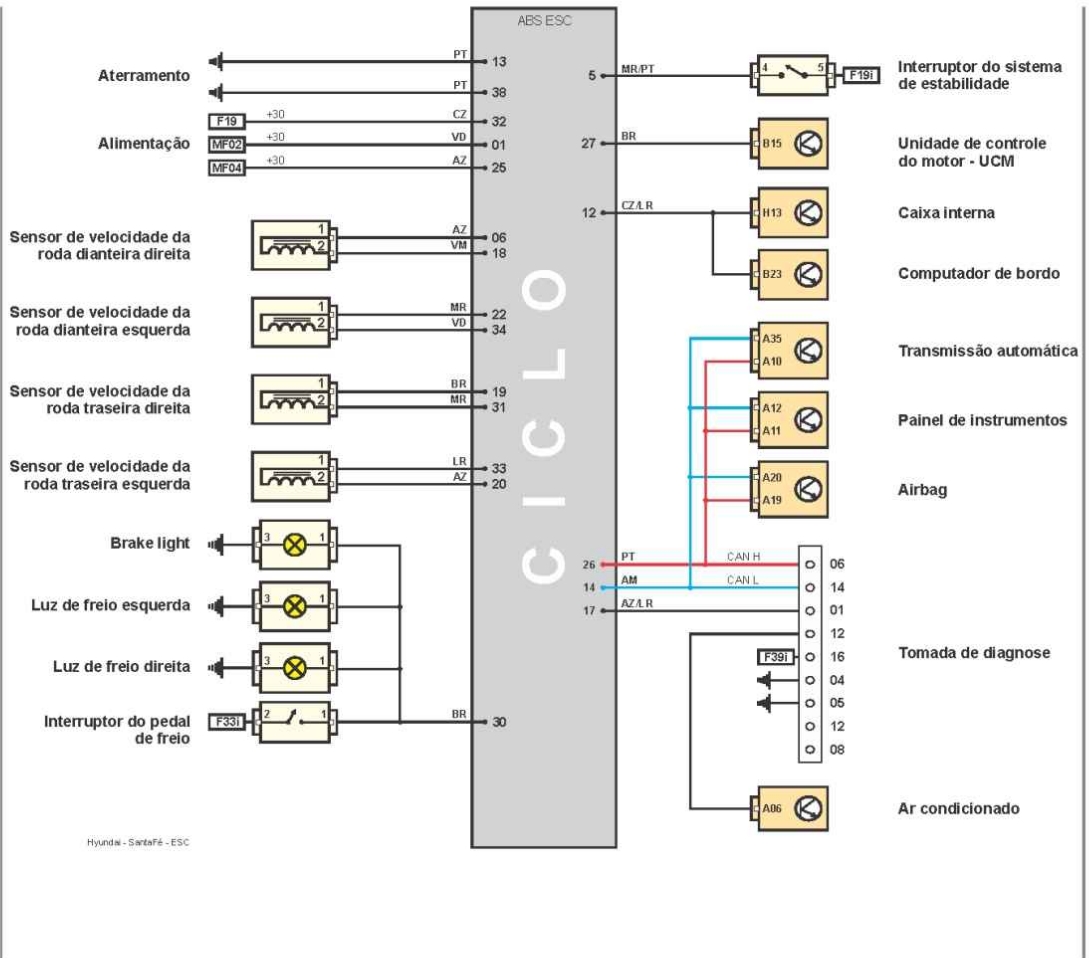 ABS ESC
Aterramento
PT 13
PT 38
Alimentação
F19 +30 CZ 32
MF02 +30 VD 01
MF04 +30 AZ 25
Sensor de velocidade da
roda dianteira direita
1 AZ 06
2 VM 18
Sensor de velocidade da
roda dianteira esquerda
1 MR 22
2 VD 34
Sensor de velocidade da
roda traseira direita
1 BR 19
2 MR 31
Sensor de velocidade da
roda traseira esquerda
1 LR 33
2 AZ 20
Brake light
3 1
Luz de freio esquerda
3 1
Luz de freio direita
3 1
Interruptor do pedal
de freio
F33i 2 1 BR 30
CICLO
5 MR/PT 4 5 F19i
Interruptor do sistema
de estabilidade
27 BR B15
Unidade de controle
do motor - UCM
12 CZ/LR H13
Caixa interna
B23
Computador de bordo
A35
A10
Transmissão automática
A12
A11
Painel de instrumentos
A20
A19
Airbag
26 PT CAN H 06
14 AM CAN L 14
17 AZ/LR 01
12
F39i 16
Tomada de diagnose
04
05
12
08
A06
Ar condicionado
Hyundai - SantaFé - ESC